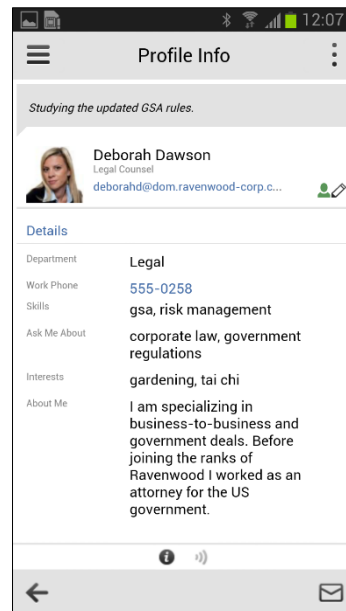 12:07
Profile Info
Studying the updated GSA rules.
Deborah Dawson
Legal Counsel
deborahd@dom.ravenwood-corp.c...
Details
Department Legal
Work Phone 555-0258
Skills gsa, risk management
Ask Me About corporate law, government
regulations
Interests gardening, tai chi
About Me I am specializing in
business-to-business and
government deals. Before
joining the ranks of
Ravenwood I worked as an
attorney for the US
government.